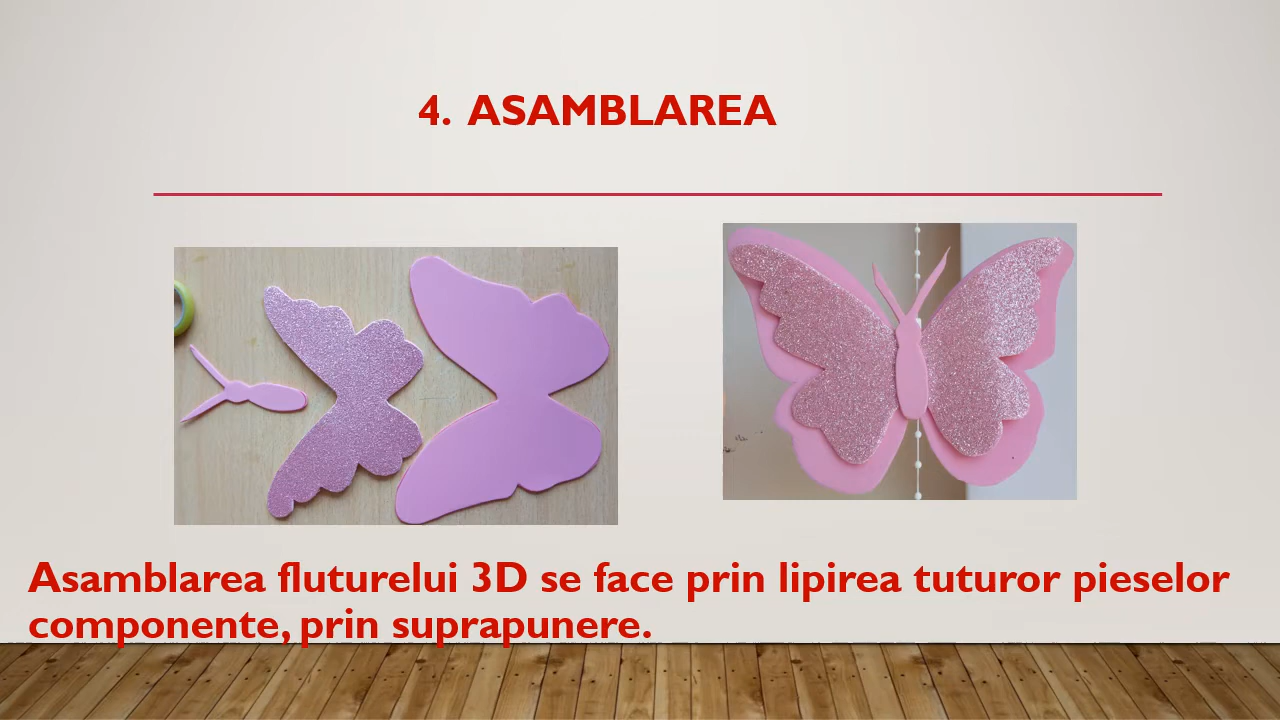 4. ASAMBLAREA
Asamblarea fluturelui 3D se face prin lipirea tuturor pieselor
componente, prin suprapunere.